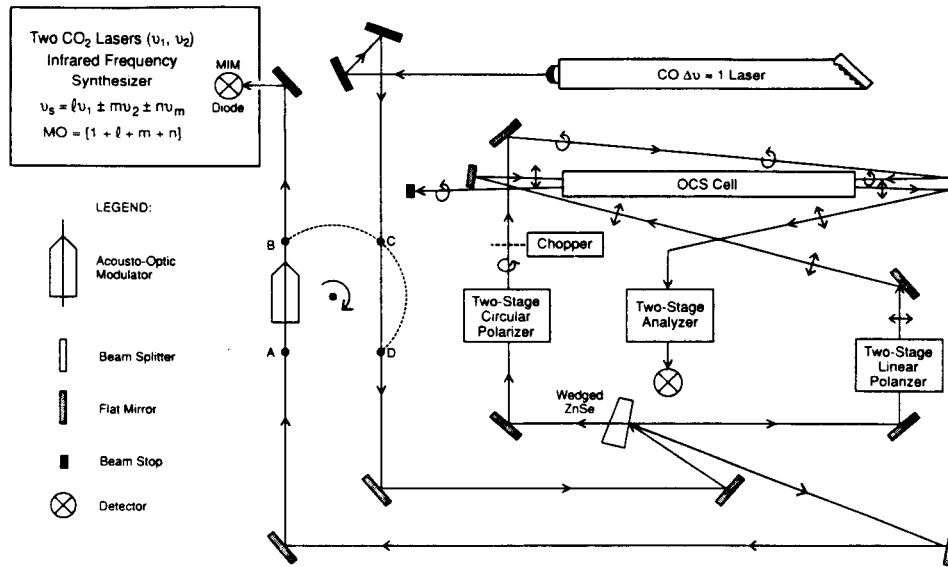 Two CO₂ Lasers (υ₁, υ₂)
Infrared Frequency
Synthesizer
υₛ = ℓυ₁ ± mυ₂ ± nυₘ
MO = [1 + ℓ + m + n]
MIM
Diode
CO Δυ = 1 Laser
OCS Cell
LEGEND:
Acousto-Optic
Modulator
Beam Splitter
Flat Mirror
Beam Stop
Detector
B
C
A
D
Chopper
Two-Stage
Circular
Polarizer
Two-Stage
Analyzer
Two-Stage
Linear
Polarizer
Wedged
ZnSe